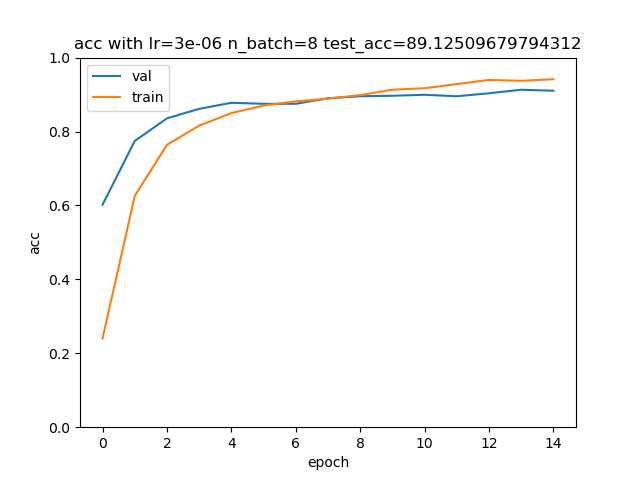 acc with lr=3e-06 n_batch=8 test_acc=89.12509679794312
val
train
1.0
0.8
0.6
0.4
0.2
0.0
acc
0 2 4 6 8 10 12 14
epoch